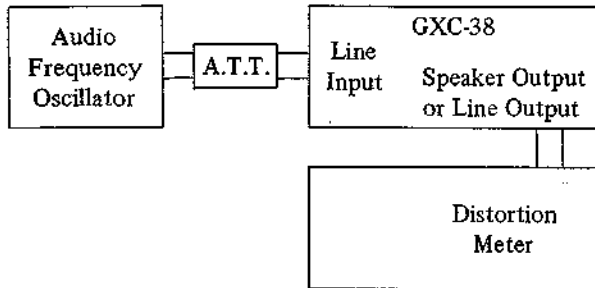 Audio
Frequency
Oscillator
A.T.T.
Line
Input
GXC-38
Speaker Output
or Line Output
Distortion
Meter